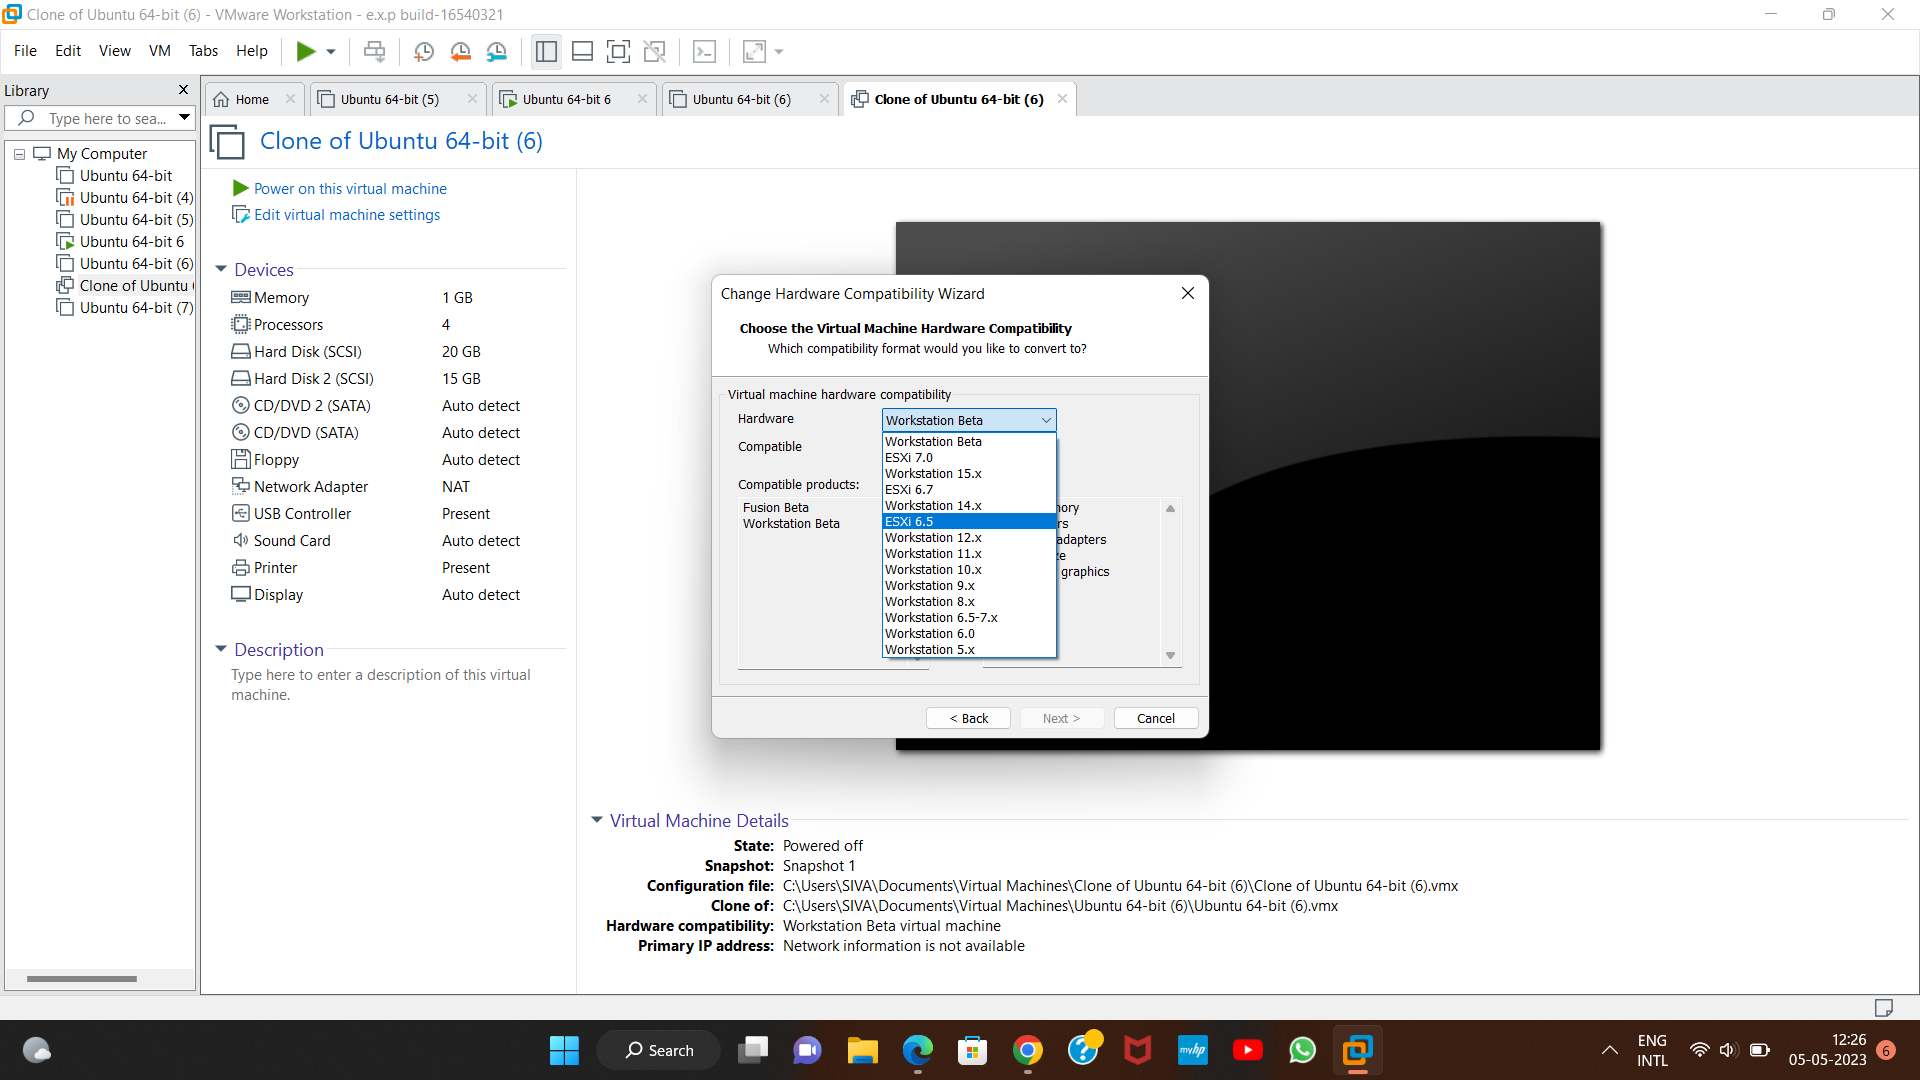 Clone of Ubuntu 64-bit (6) - VMware Workstation - e.x.p build-16540321
File Edit View VM Tabs Help
Library
Type here to sea...
My Computer
Ubuntu 64-bit
Ubuntu 64-bit (4)
Ubuntu 64-bit (5)
Ubuntu 64-bit 6
Ubuntu 64-bit (6)
Clone of Ubuntu (
Ubuntu 64-bit (7)
Home
Ubuntu 64-bit (5)
Ubuntu 64-bit 6
Ubuntu 64-bit (6)
Clone of Ubuntu 64-bit (6)
Clone of Ubuntu 64-bit (6)
Power on this virtual machine
Edit virtual machine settings
Devices
Memory 1 GB
Processors 4
Hard Disk (SCSI) 20 GB
Hard Disk 2 (SCSI) 15 GB
CD/DVD 2 (SATA) Auto detect
CD/DVD (SATA) Auto detect
Floppy Auto detect
Network Adapter NAT
USB Controller Present
Sound Card Auto detect
Printer Present
Display Auto detect
Description
Type here to enter a description of this virtual
machine.
Change Hardware Compatibility Wizard
Choose the Virtual Machine Hardware Compatibility
Which compatibility format would you like to convert to?
Virtual machine hardware compatibility
Hardware Workstation Beta
Compatible
Compatible products:
Fusion Beta
Workstation Beta
Workstation Beta
ESXi 7.0
Workstation 15.x
ESXi 6.7
Workstation 14.x
ESXi 6.5
Workstation 12.x
Workstation 11.x
Workstation 10.x
Workstation 9.x
Workstation 8.x
Workstation 6.5-7.x
Workstation 6.0
Workstation 5.x
adapters
graphics
< Back Next > Cancel
Virtual Machine Details
State: Powered off
Snapshot: Snapshot 1
Configuration file: C:\Users\SIVA\Documents\Virtual Machines\Clone of Ubuntu 64-bit (6)\Clone of Ubuntu 64-bit (6).vmx
Clone of: C:\Users\SIVA\Documents\Virtual Machines\Ubuntu 64-bit (6)\Ubuntu 64-bit (6).vmx
Hardware compatibility: Workstation Beta virtual machine
Primary IP address: Network information is not available
Search
myhp
ENG
INTL
12:26
05-05-2023
6